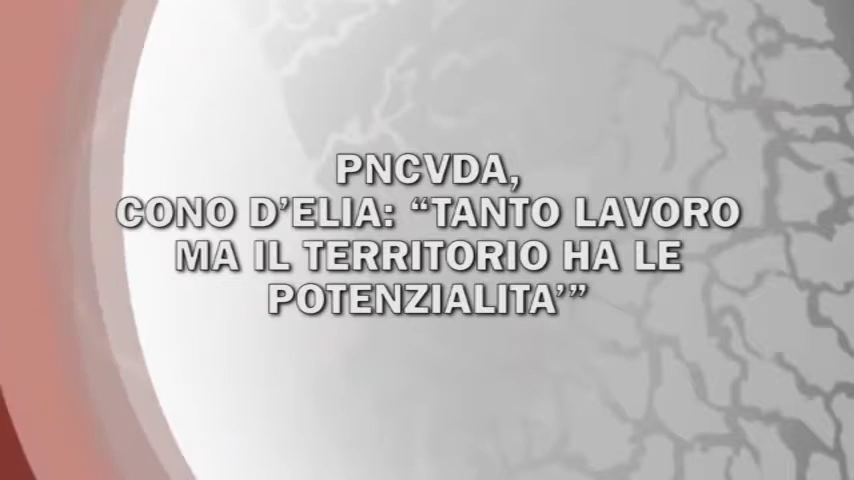 PNCVDA,
CONO D’ELIA: “TANTO LAVORO
MA IL TERRITORIO HA LE
POTENZIALITA’”